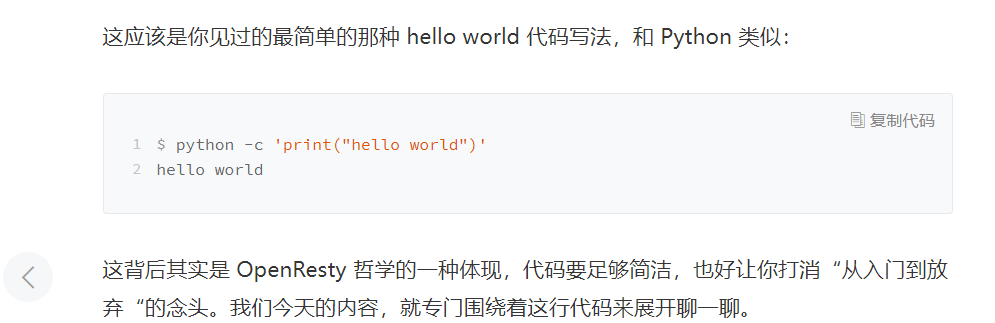 这应该是你见过的最简单的那种 hello world 代码写法，和 Python 类似：
复制代码
1 $ python -c 'print("hello world")'
2 hello world
这背后其实是 OpenResty 哲学的一种体现，代码要足够简洁，也好让你打消“从入门到放
弃“的念头。我们今天的内容，就专门围绕着这行代码来展开聊一聊。